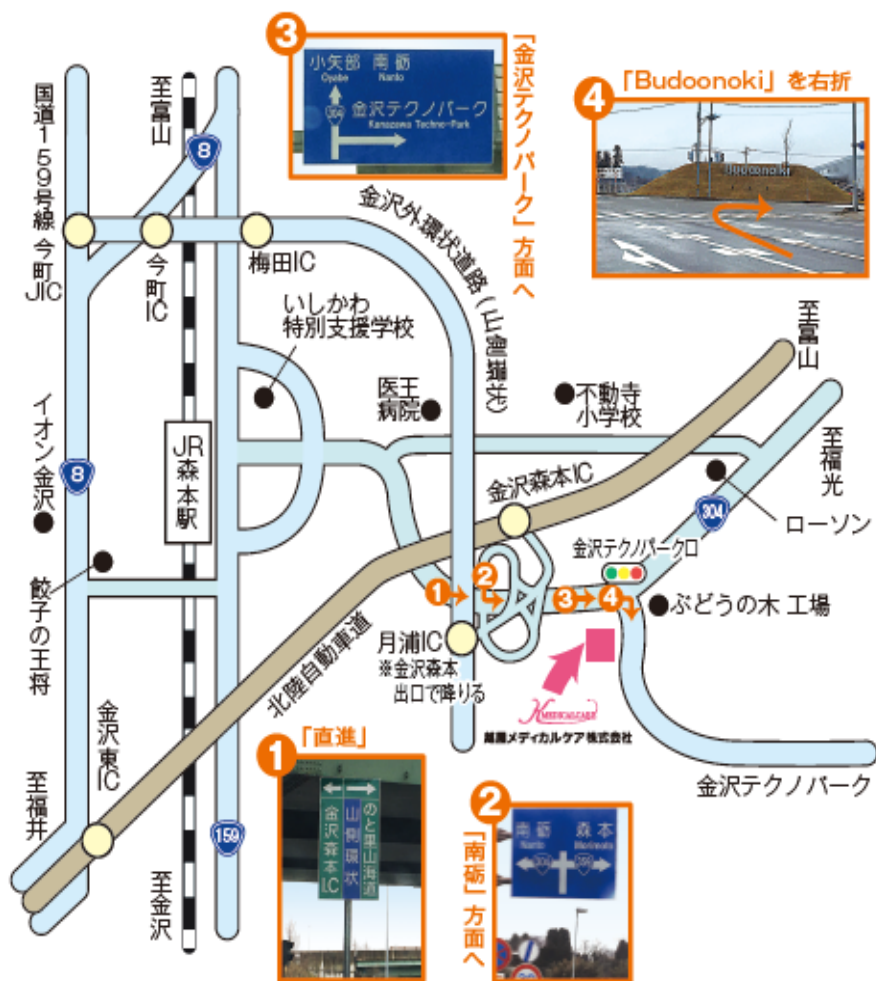 3
「金沢テクノパーク」方面へ
小矢部 南砺
Oyabe Nanto
304
金沢テクノパーク
Kanazawa Techno-Park
4
「Budoonoki」を右折
Budoonoki
国道159号線 今町JIC
至富山
8
今町IC
梅田IC
金沢外環状道路(山側環状)
いしかわ
特別支援学校
医王
病院
不動寺
小学校
至富山
至福光
イオン金沢
8
JR森本駅
金沢森本IC
304
ローソン
金沢テクノパーク口
餃子の王将
1
2
3
4
ぶどうの木 工場
月浦IC
※金沢森本
出口で降りる
北陸自動車道
K MEDICALCARE
メディカルケア株式会社
金沢テクノパーク
金沢東IC
至福井
159
至金沢
1
「直進」
金沢森本I.C
山側環状
のと里山海道
2
「南砺」方面へ
南砺 森本
Nanto Morimoto
304 359